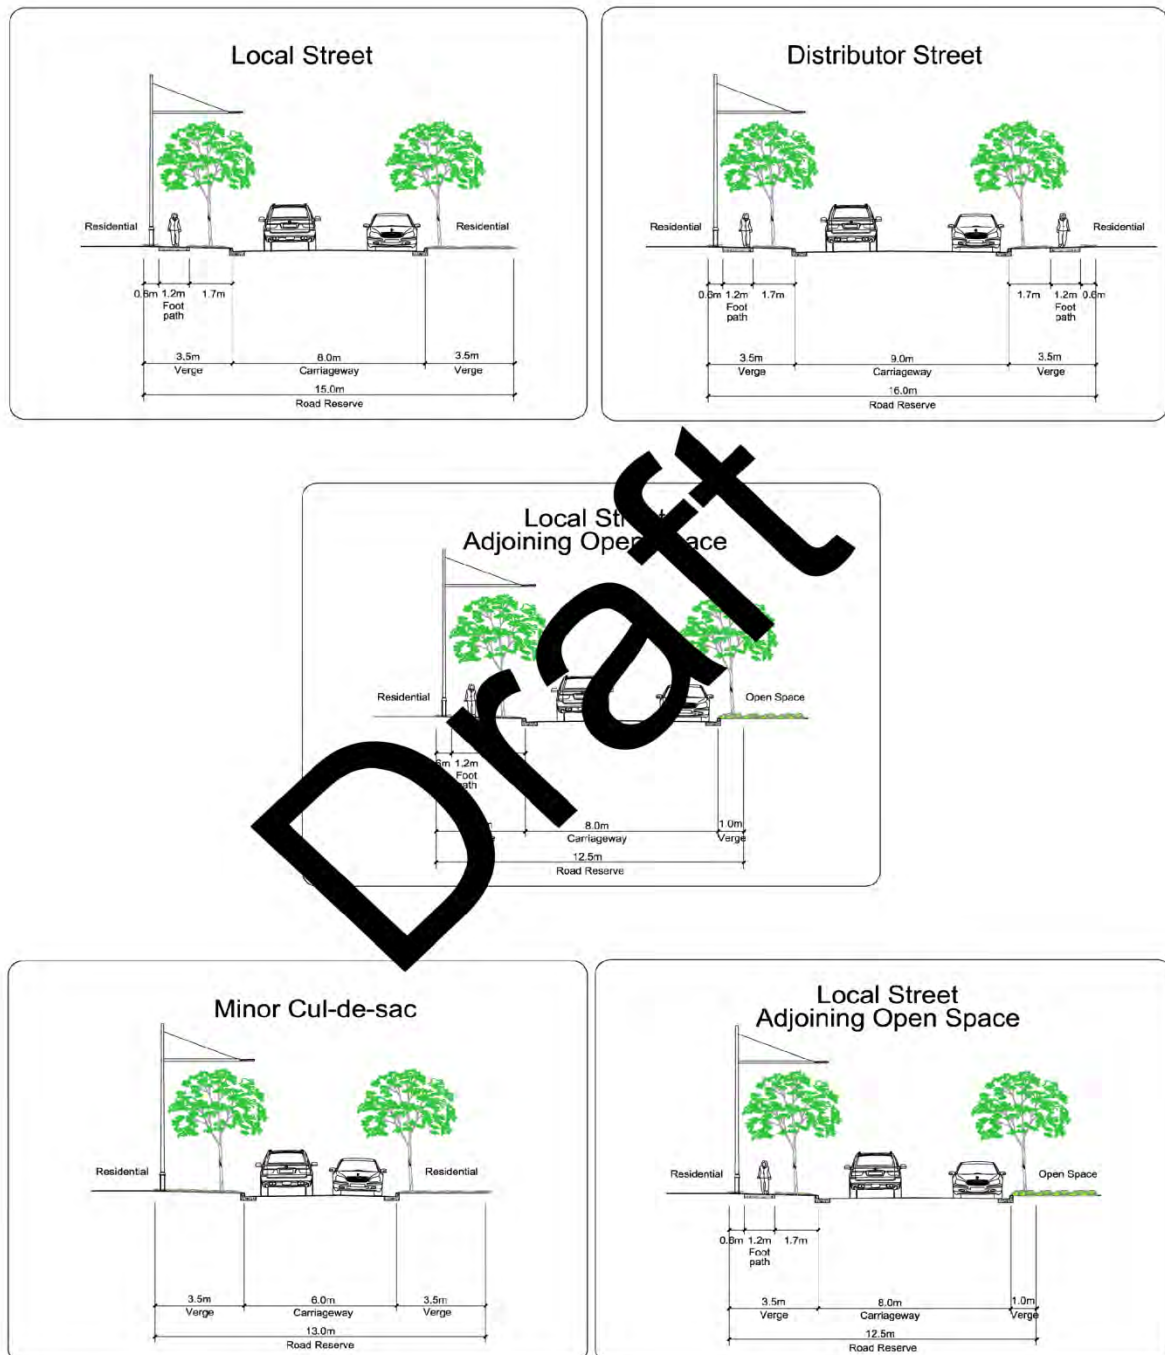 Local Street
Residential
Residential
0.6m 1.2m 1.7m
Foot
path
3.5m 8.0m 3.5m
Verge Carriageway Verge
15.0m
Road Reserve
Distributor Street
Residential
Residential
0.6m 1.2m 1.7m 1.7m 1.2m 0.6m
Foot Foot
path path
3.5m 9.0m 3.5m
Verge Carriageway Verge
16.0m
Road Reserve
Draft
Local
Adjoining
Residential
Open Space
1.2m
Foot
8.0m 1.0m
Carriageway Verge
12.5m
Road Reserve
Minor Cul-de-sac
Residential
Residential
3.5m 6.0m 3.5m
Verge Carriageway Verge
13.0m
Road Reserve
Local Street
Adjoining Open Space
Residential
Open Space
0.6m 1.2m 1.7m
Foot
path
3.5m 8.0m 1.0m
Verge Carriageway Verge
12.5m
Road Reserve